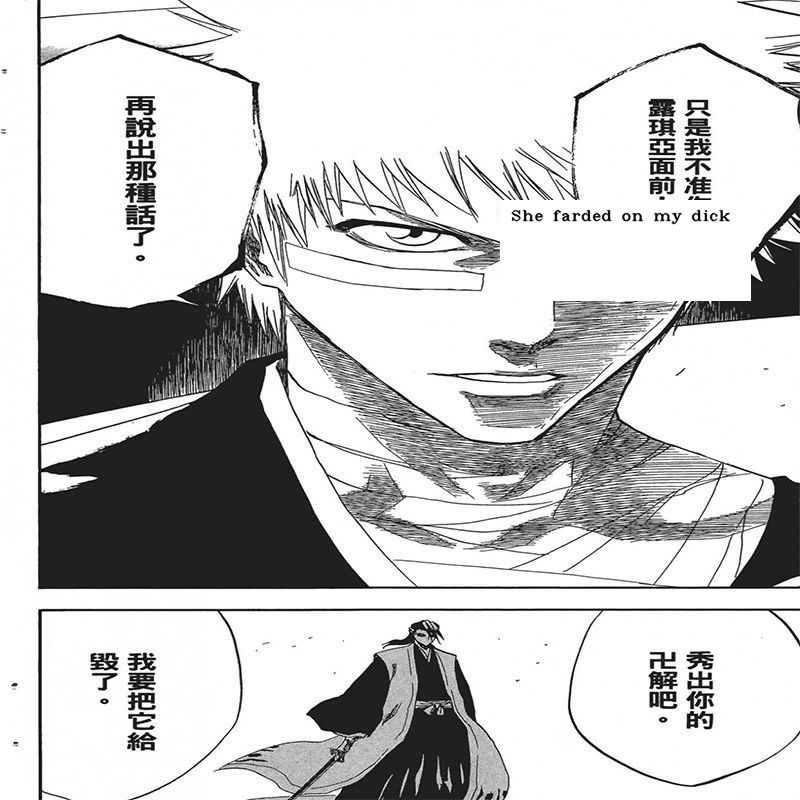 只是我不准
露琪亞面前
She farded on my dick
再說出那種話了。
秀出你的
卍解吧。
我要把它給
毀了。